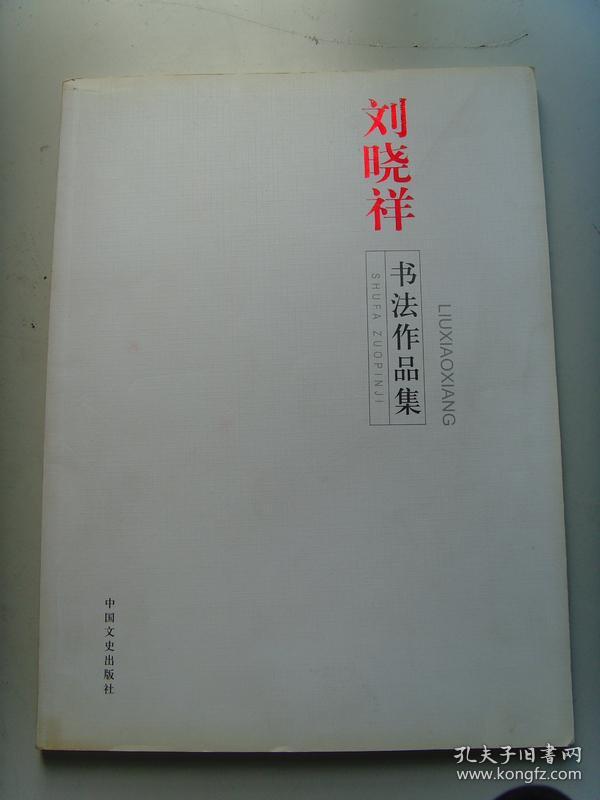 刘晓祥
书法作品集
SHUFA ZUOPINJI
LIUXIAOXIANG
中国文史出版社
孔夫子旧书网
www.kongfz.com